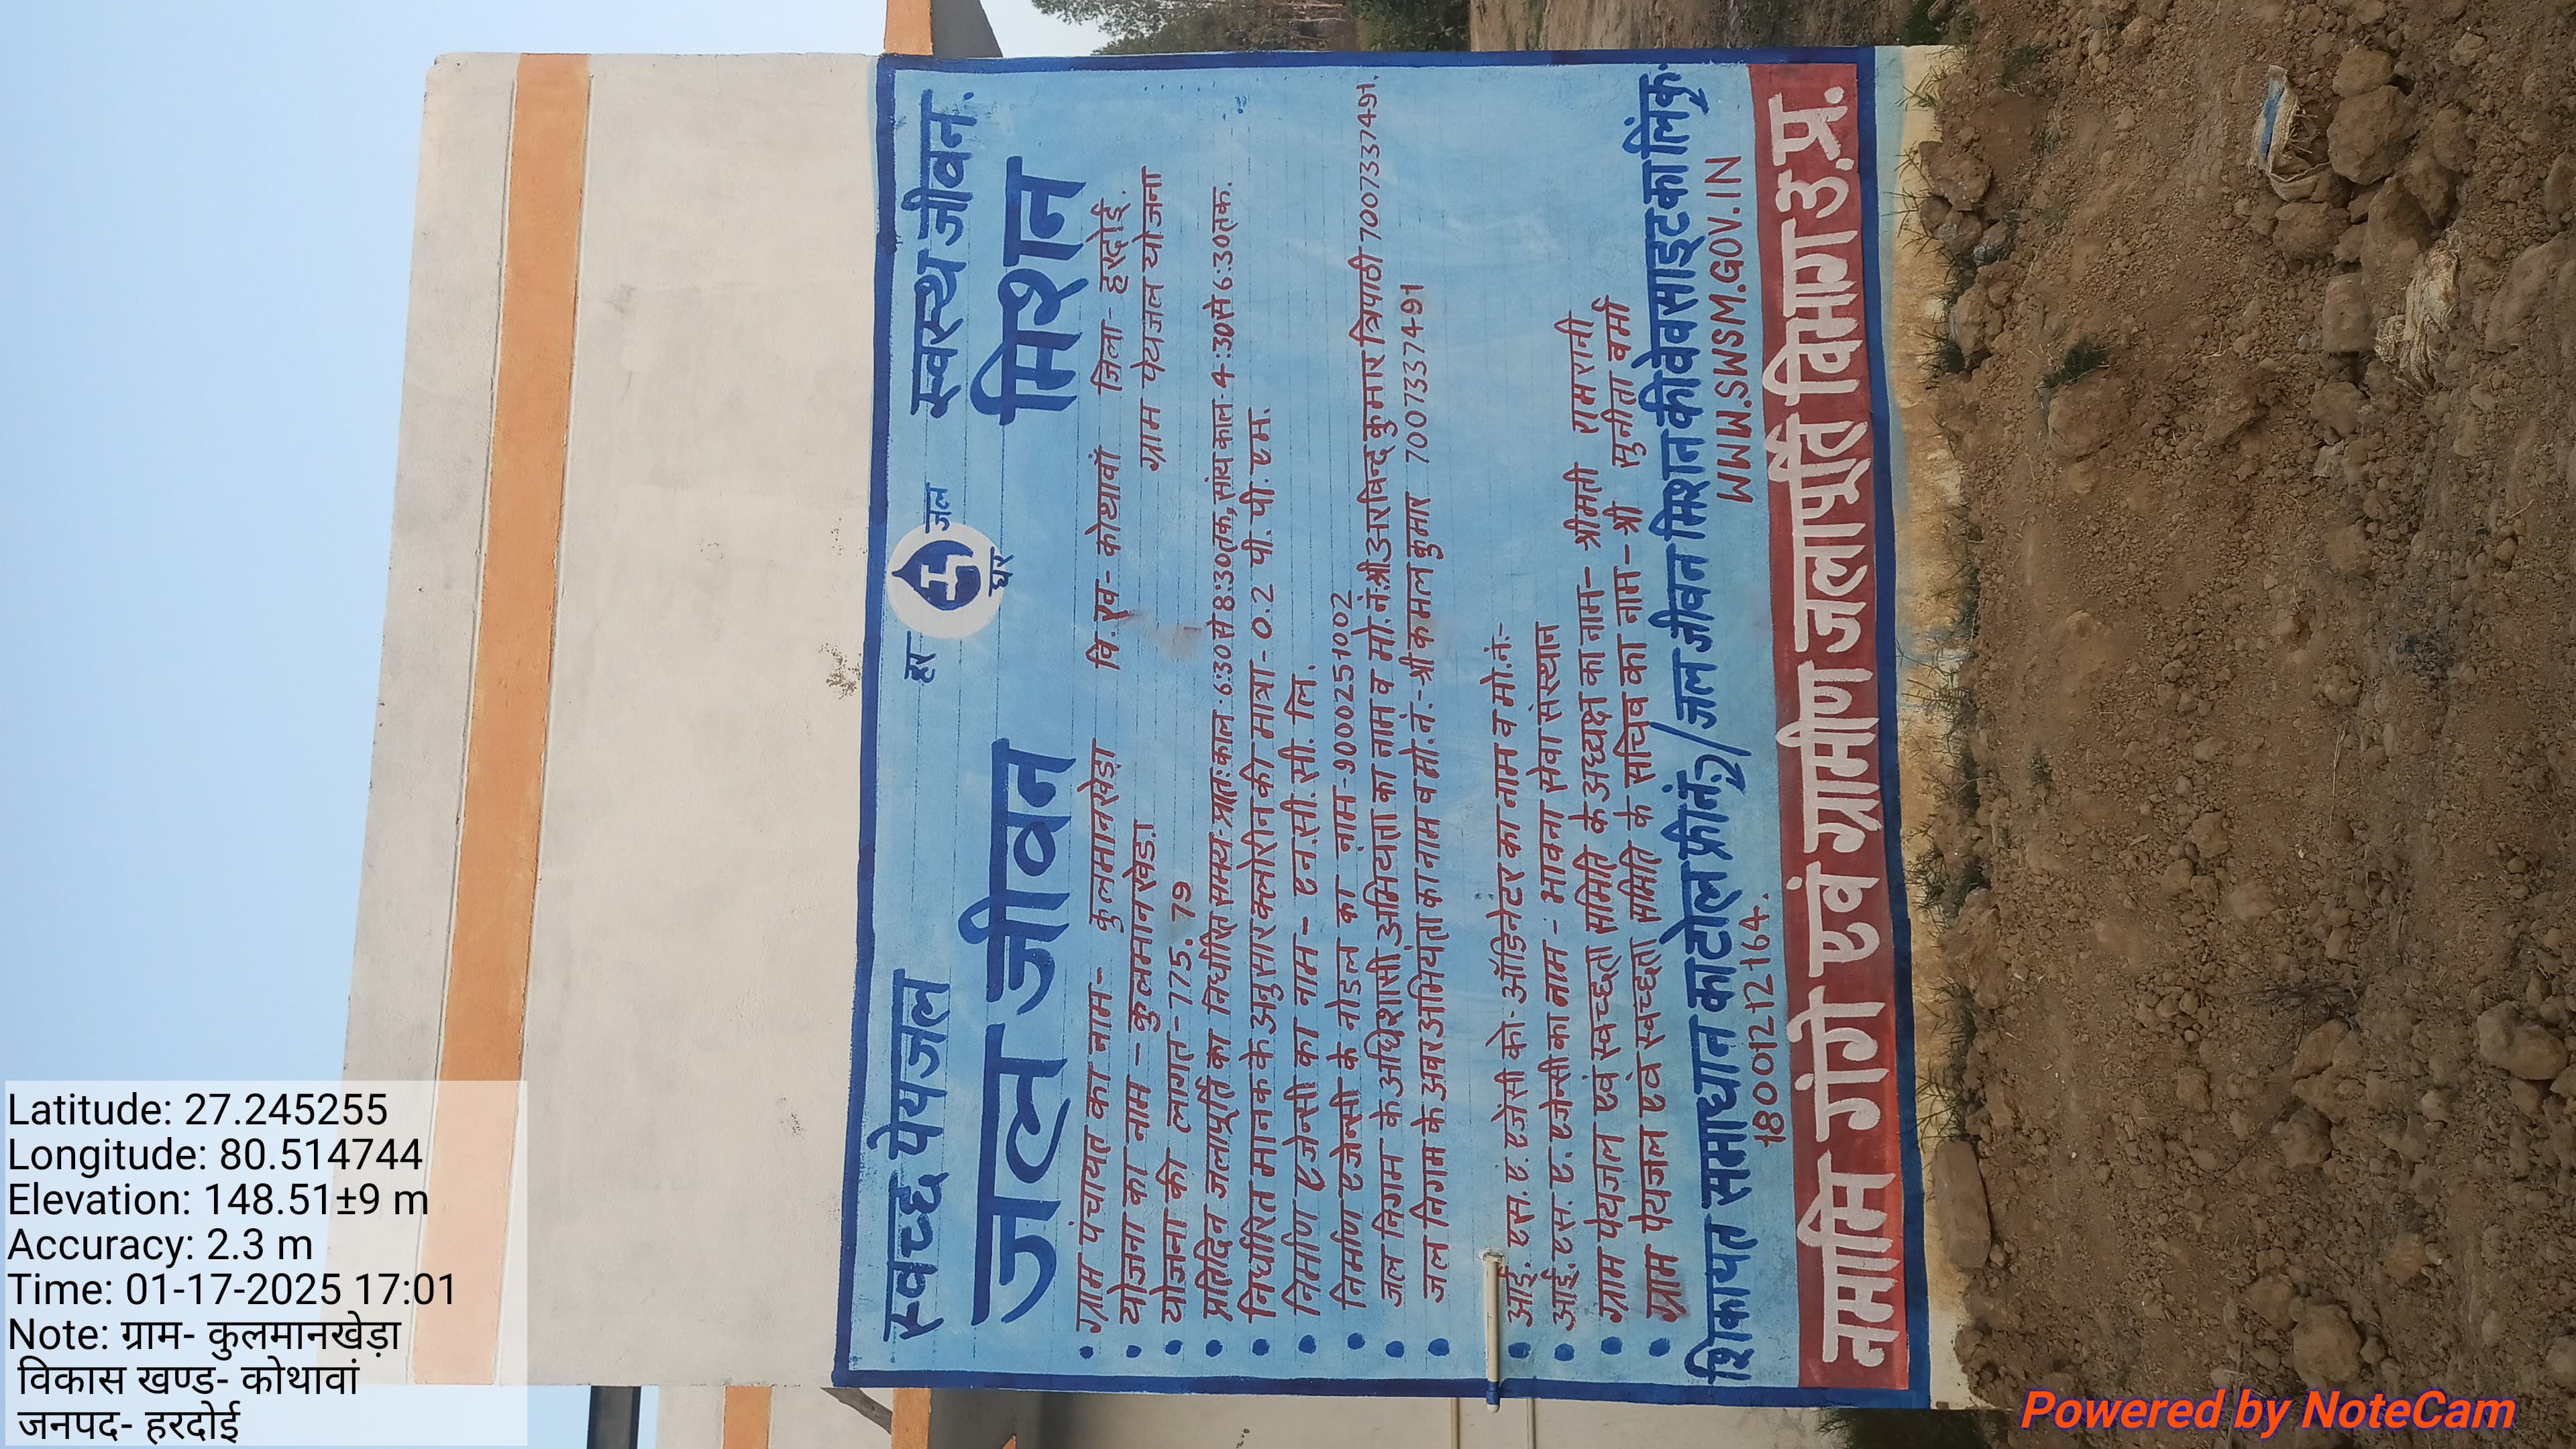 स्वच्छ पेयजल हर घर जल स्वस्थ जीवन.
जल जीवन मिशन
ग्राम पंचायत का नाम- कुलमानखेड़ा वि.ख- कोथावाँ जिला- हरदोई.
योजना का नाम - कुलमानखेड़ा ग्राम पेयजल योजना
योजना की लागत- 775.79
प्रतिदिन जलापूर्ति का निर्धारित समय-प्रातःकाल: 6:30 से 8:30 तक, सांय काल- 4:30 से 6:30 तक.
निर्धारित मानक के अनुसार क्लोरीन की मात्रा- 0.2 पी. पी. एम.
निर्माण एजेन्सी का नाम - एन.सी.सी. लि.
निर्माण एजेन्सी के नोडल का नाम-9000251002
जल निगम के अधिशासी अभियंता का नाम व मो.नं:श्री अरविन्द कुमार त्रिपाठी 7007337491.
जल निगम के अवर अभियंता का नाम व मो.नं:-श्री कमल कुमार 7007337491
आई. एस. ए. एजेंसी को-ऑडिनेटर का नाम व मो.नं:-
आई. एस. ए. एजेन्सी का नाम - भावना सेवा संस्थान
ग्राम पेयजल एवं स्वच्छता समिति के अध्यक्ष का नाम- श्रीमती रामरानी
ग्राम पेयजल एवं स्वच्छता समिति के सचिव का नाम- श्री सुनीता वर्मा
शिकायत समाधान का टोल फ्री नं:/जल जीवन मिशन की वेवसाइट का लिंक:
18001212164. WWW.SWSM.GOV.IN
नमामि गंगे एवं ग्रामीण जलापूर्ति विभाग उ.प्र.
Latitude: 27.245255
Longitude: 80.514744
Elevation: 148.51±9 m
Accuracy: 2.3 m
Time: 01-17-2025 17:01
Note: ग्राम- कुलमानखेड़ा
विकास खण्ड- कोथावां
जनपद- हरदोई
Powered by NoteCam